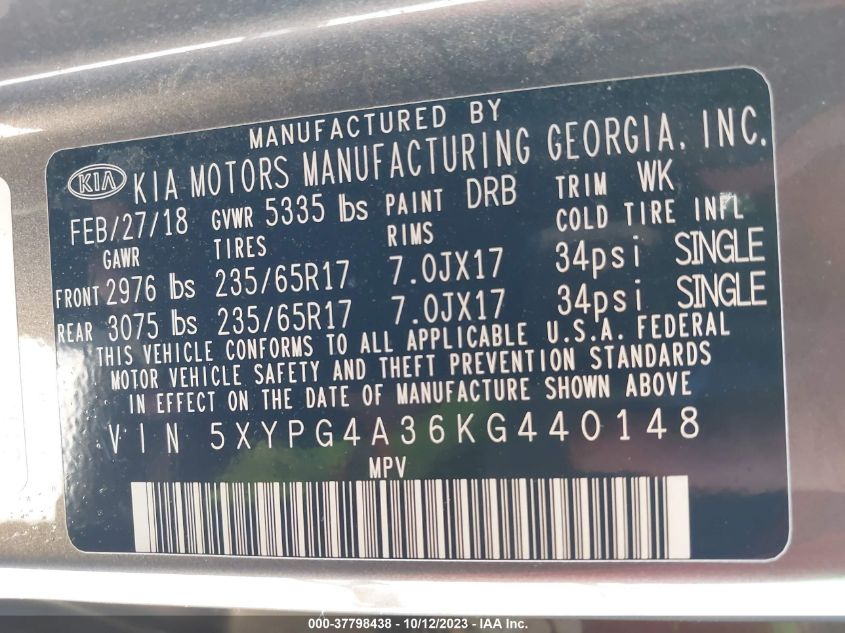 MANUFACTURED BY
KIA KIA MOTORS MANUFACTURING GEORGIA, INC.
FEB/27/18 GVWR 5335 lbs PAINT DRB TRIM WK
GAWR TIRES RIMS COLD TIRE INFL
FRONT 2976 lbs 235/65R17 7.0JX17 34psi SINGLE
REAR 3075 lbs 235/65R17 7.0JX17 34psi SINGLE
THIS VEHICLE CONFORMS TO ALL APPLICABLE U.S.A. FEDERAL
MOTOR VEHICLE SAFETY AND THEFT PREVENTION STANDARDS
IN EFFECT ON THE DATE OF MANUFACTURE SHOWN ABOVE
VIN 5XYPG4A36KG440148
MPV
000-37798438 - 10/12/2023 - IAA Inc.